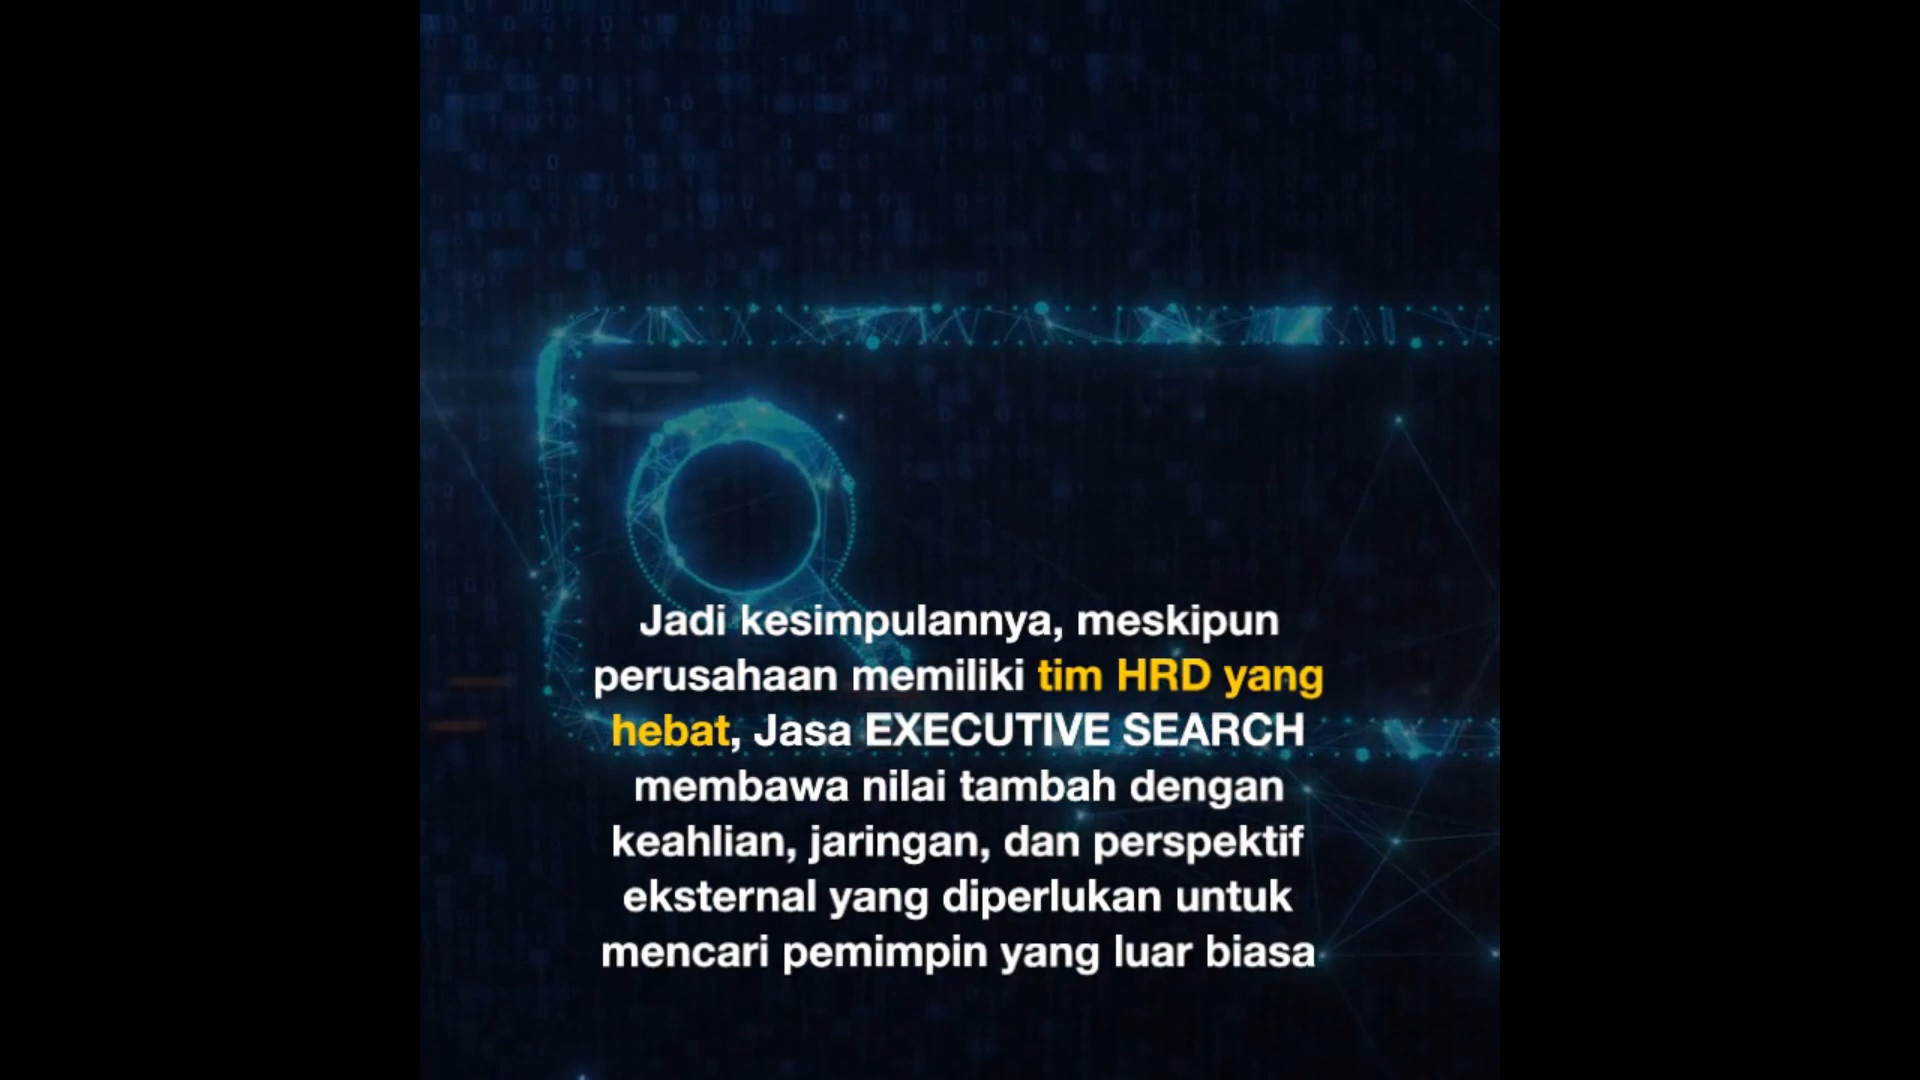 Jadi kesimpulannya, meskipun
perusahaan memiliki tim HRD yang
hebat, Jasa EXECUTIVE SEARCH
membawa nilai tambah dengan
keahlian, jaringan, dan perspektif
eksternal yang diperlukan untuk
mencari pemimpin yang luar biasa